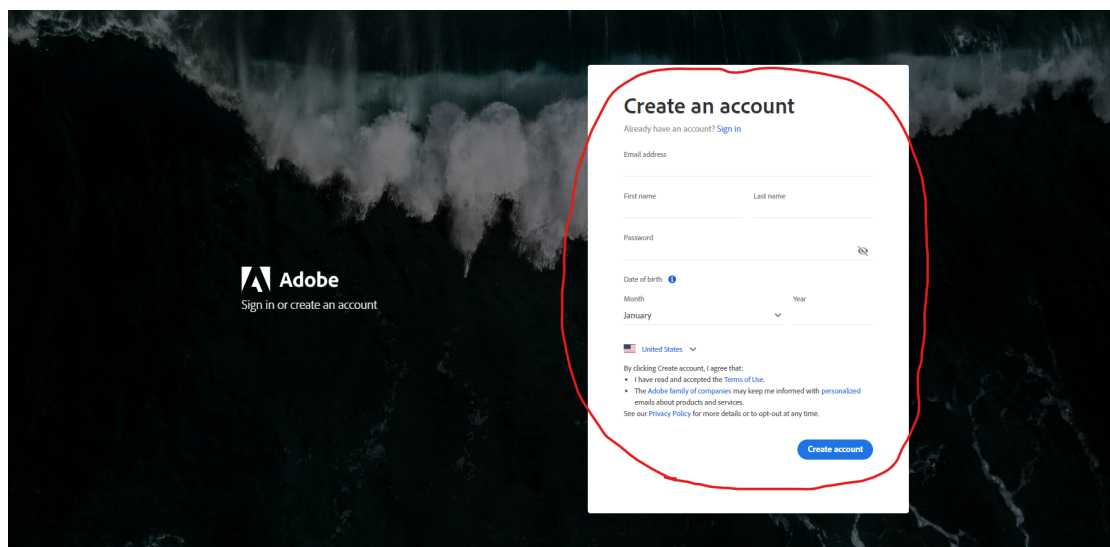 Create an account
Already have an account? Sign in
Email address
First name Last name
Password
Date of birth
Month Year
January
United States
By clicking Create account, I agree that:
• I have read and accepted the Terms of Use.
• The Adobe family of companies may keep me informed with personalized
emails about products and services.
See our Privacy Policy for more details or to opt-out at any time.
Create account
Adobe
Sign in or create an account